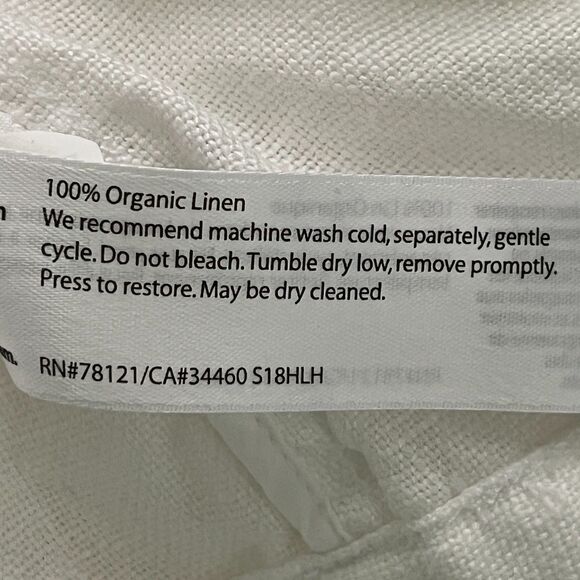 100% Organic Linen
We recommend machine wash cold, separately, gentle
cycle. Do not bleach. Tumble dry low, remove promptly.
Press to restore. May be dry cleaned.
RN#78121/CA#34460 S18HLH